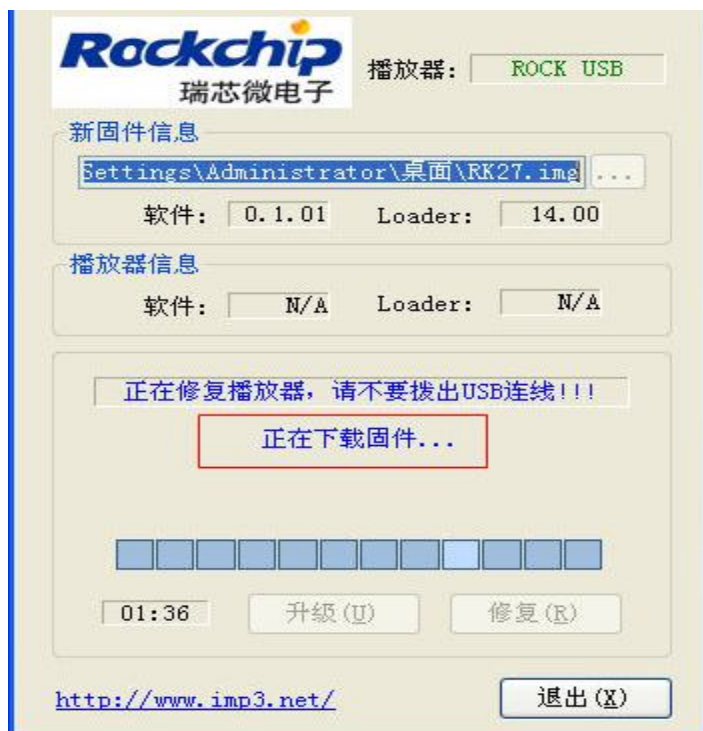 Rockchip
瑞芯微电子
播放器: ROCK USB
新固件信息
Settings\Administrator\桌面\RK27.img ...
软件: 0.1.01 Loader: 14.00
播放器信息
软件: N/A Loader: N/A
正在修复播放器，请不要拨出USB连线!!!
正在下载固件...
01:36 升级(U) 修复(R)
http://www.imp3.net/ 退出(X)